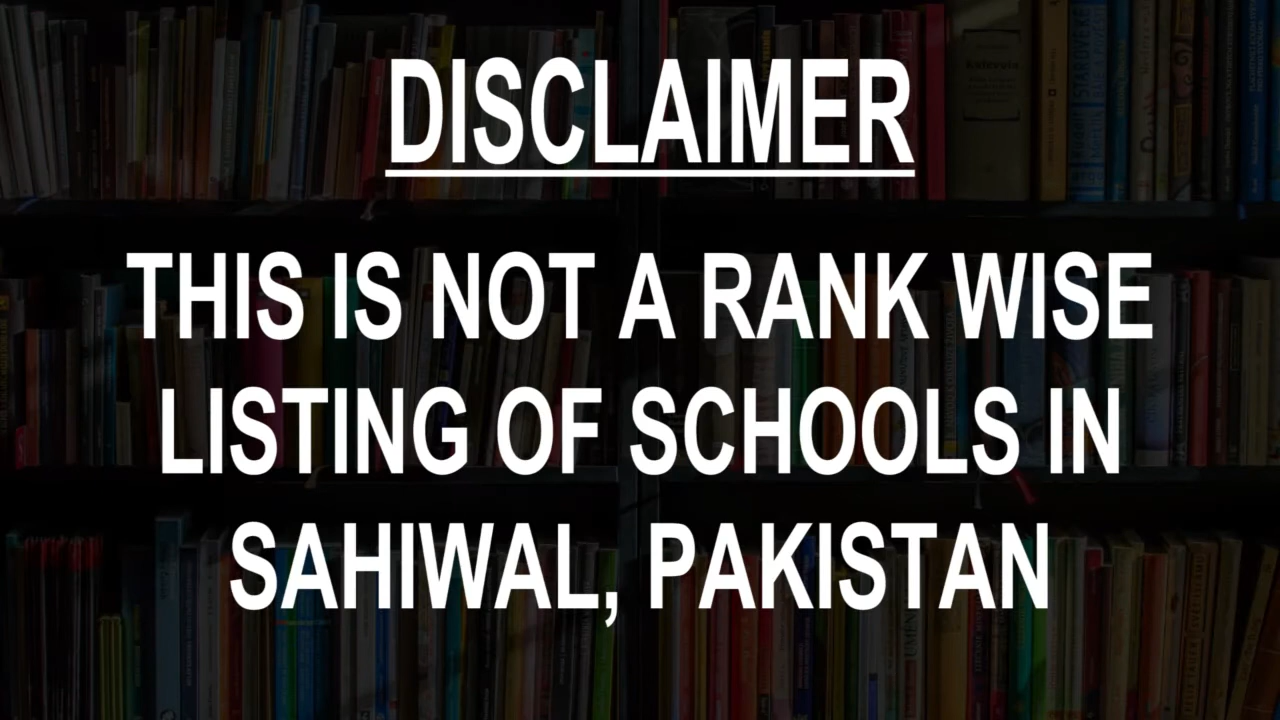 DISCLAIMER
THIS IS NOT A RANK WISE
LISTING OF SCHOOLS IN
SAHIWAL, PAKISTAN